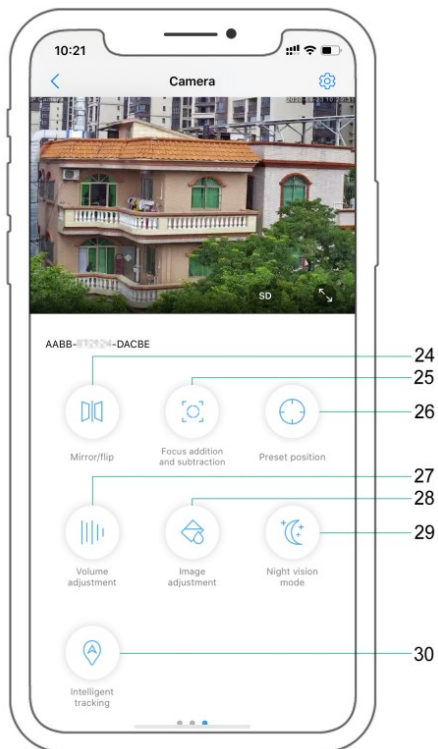 10:21
Camera
SD
AABB-
-DACBE
24
25
26
Mirror/flip
Focus addition
and subtraction
Preset position
27
28
29
Volume
adjustment
Image
adjustment
Night vision
mode
30
Intelligent
tracking